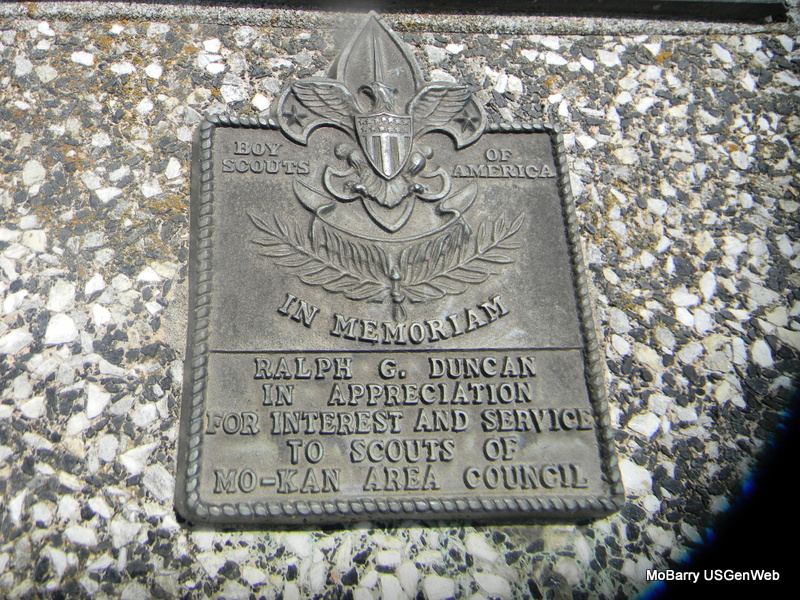 BOY SCOUTS
OF AMERICA
IN MEMORIAM
RALPH G. DUNCAN
IN APPRECIATION
FOR INTEREST AND SERVICE
TO SCOUTS OF
MO-KAN AREA COUNCIL
MoBarry USGenWeb